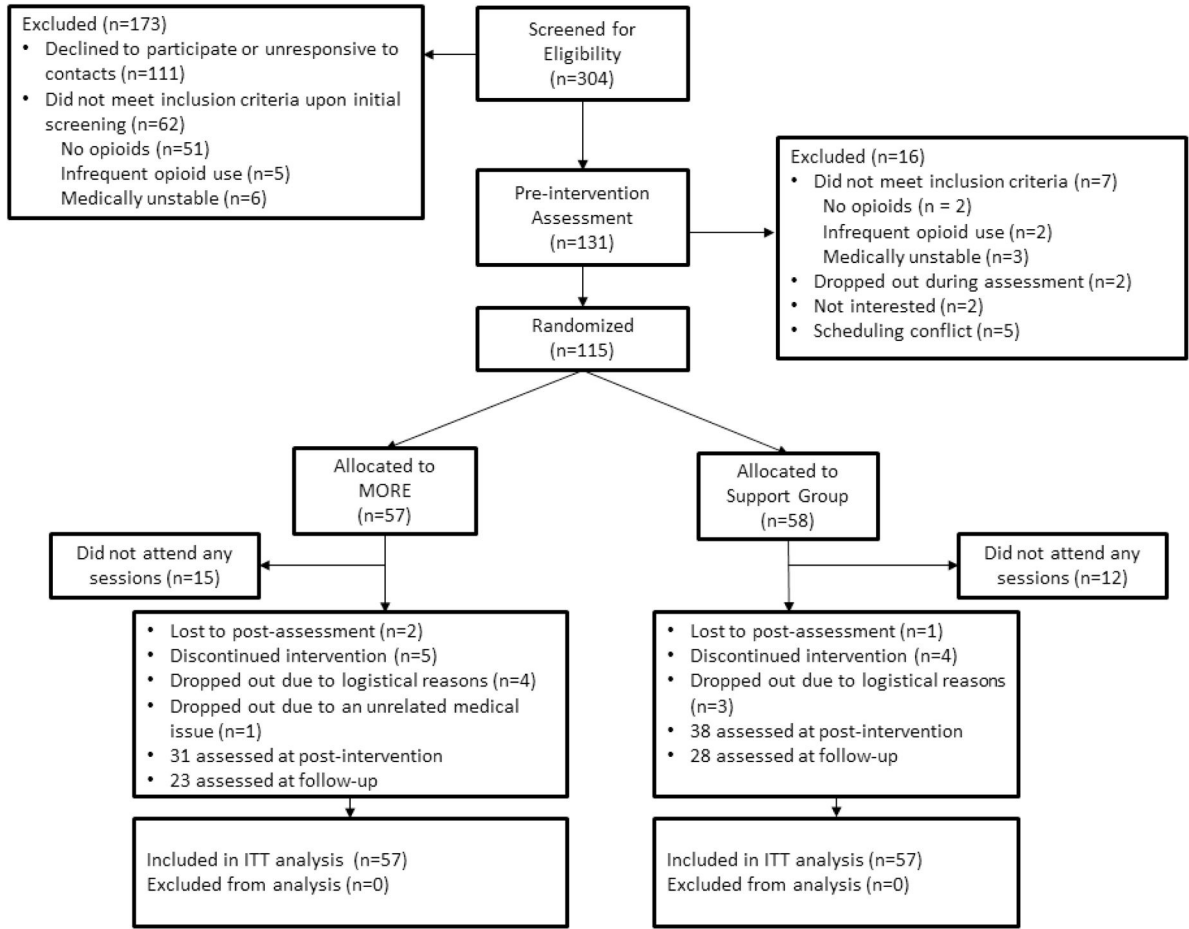 Screened for
Eligibility
(n=304)
Excluded (n=173)
• Declined to participate or unresponsive to
contacts (n=111)
• Did not meet inclusion criteria upon initial
screening (n=62)
No opioids (n=51)
Infrequent opioid use (n=5)
Medically unstable (n=6)
Pre-intervention
Assessment
(n=131)
Excluded (n=16)
• Did not meet inclusion criteria (n=7)
No opioids (n = 2)
Infrequent opioid use (n=2)
Medically unstable (n=3)
• Dropped out during assessment (n=2)
• Not interested (n=2)
• Scheduling conflict (n=5)
Randomized
(n=115)
Allocated to
MORE
(n=57)
Did not attend any
sessions (n=15)
• Lost to post-assessment (n=2)
• Discontinued intervention (n=5)
• Dropped out due to logistical reasons (n=4)
• Dropped out due to an unrelated medical
issue (n=1)
• 31 assessed at post-intervention
• 23 assessed at follow-up
Included in ITT analysis (n=57)
Excluded from analysis (n=0)
Allocated to
Support Group
(n=58)
Did not attend any
sessions (n=12)
• Lost to post-assessment (n=1)
• Discontinued intervention (n=4)
• Dropped out due to logistical reasons
(n=3)
• 38 assessed at post-intervention
• 28 assessed at follow-up
Included in ITT analysis (n=57)
Excluded from analysis (n=0)